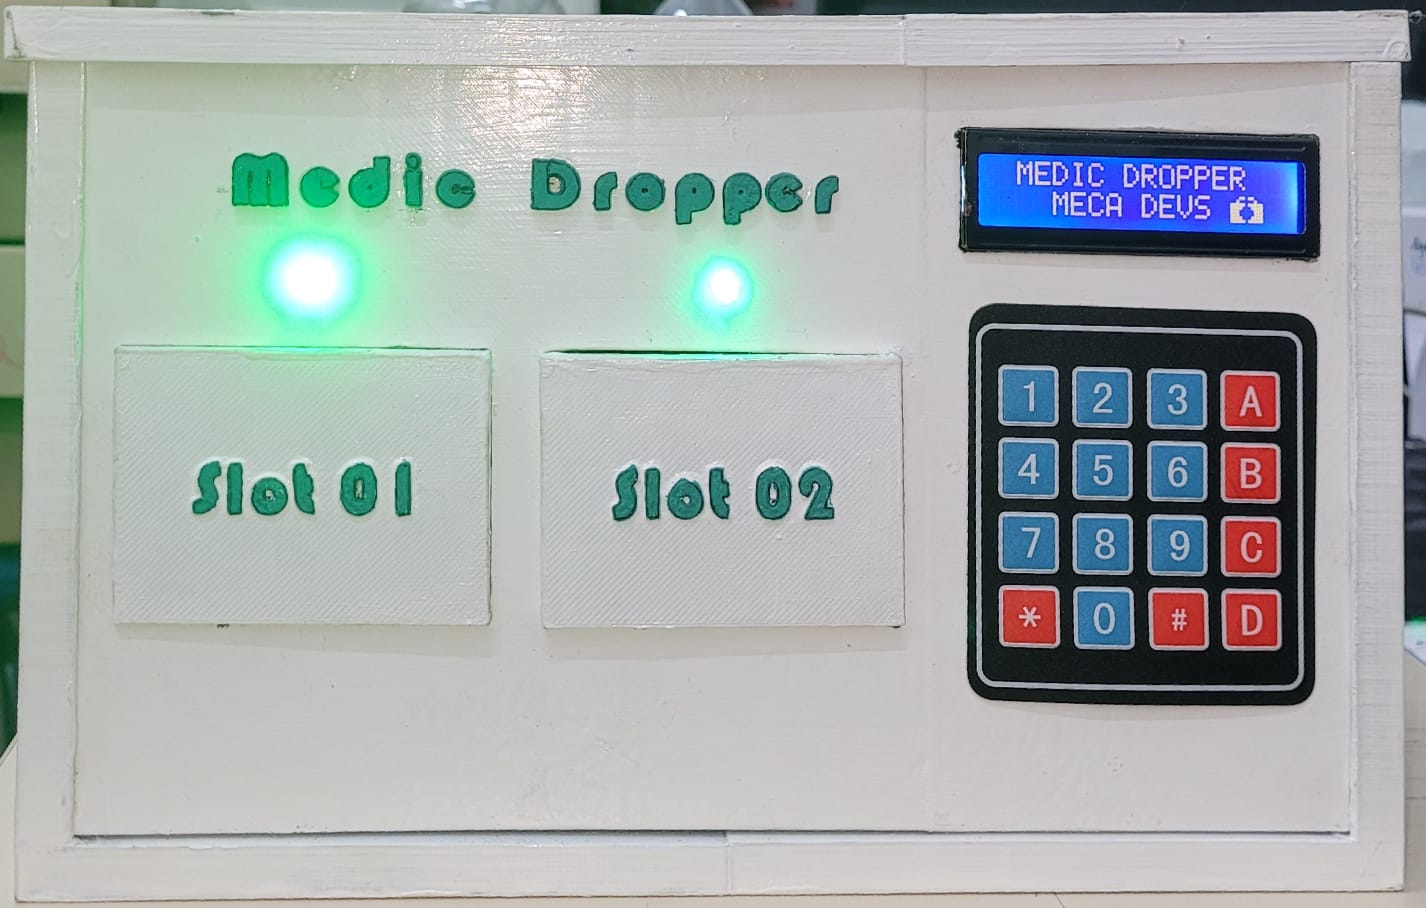 Medic Dropper
MEDIC DROPPER
MECA DEVS
Slot 01
Slot 02
1 2 3 A
4 5 6 B
7 8 9 C
* 0 # D